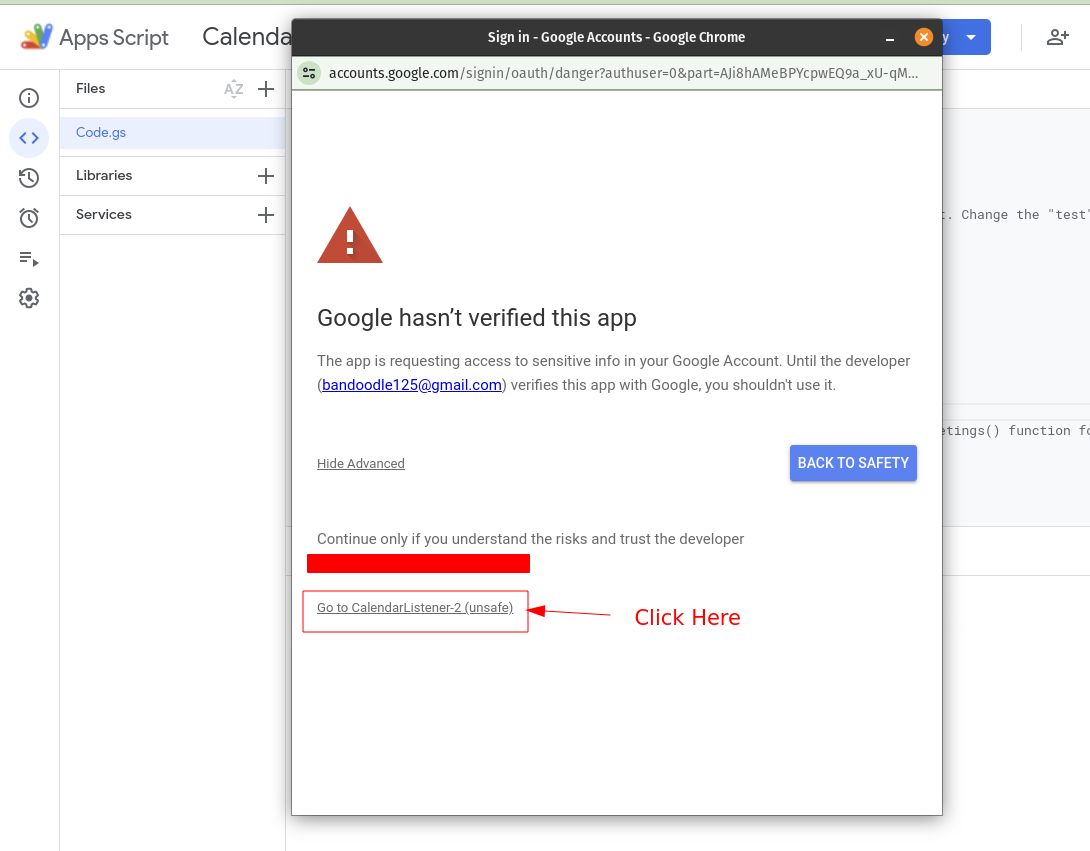 Apps Script
Calenda
Sign in - Google Accounts - Google Chrome
y
accounts.google.com/signin/oauth/danger?authuser=0&part=AJi8hAMeBPYcpwEQ9a_xU-qM...
Files
AZ
Code.gs
Libraries
Services
t. Change the "test"
Google hasn’t verified this app
The app is requesting access to sensitive info in your Google Account. Until the developer
(bandoodle125@gmail.com) verifies this app with Google, you shouldn't use it.
etings() function fo
Hide Advanced
BACK TO SAFETY
Continue only if you understand the risks and trust the developer
Go to CalendarListener-2 (unsafe)
Click Here